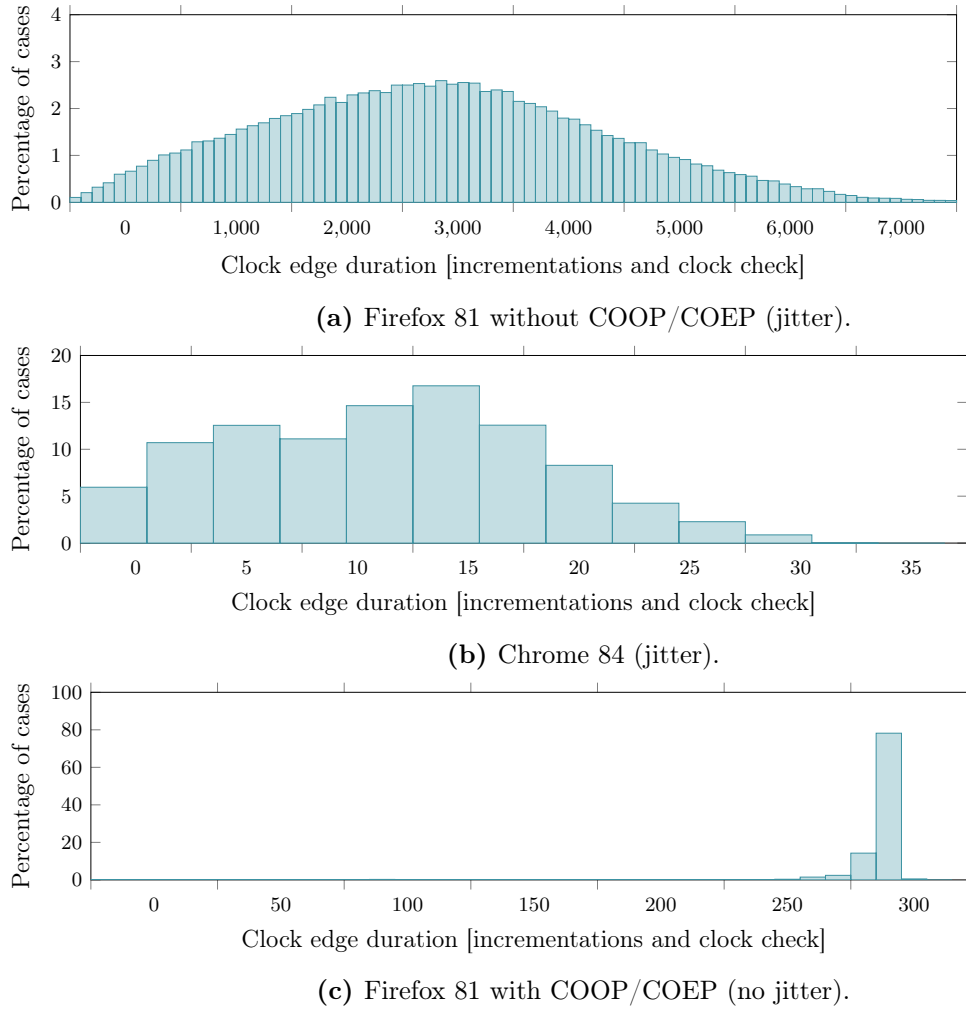 4
3
2
1
0
Percentage of cases
0 1,000 2,000 3,000 4,000 5,000 6,000 7,000
Clock edge duration [incrementations and clock check]
(a) Firefox 81 without COOP/COEP (jitter).
20
15
10
5
0
Percentage of cases
0 5 10 15 20 25 30 35
Clock edge duration [incrementations and clock check]
(b) Chrome 84 (jitter).
100
80
60
40
20
0
Percentage of cases
0 50 100 150 200 250 300
Clock edge duration [incrementations and clock check]
(c) Firefox 81 with COOP/COEP (no jitter).